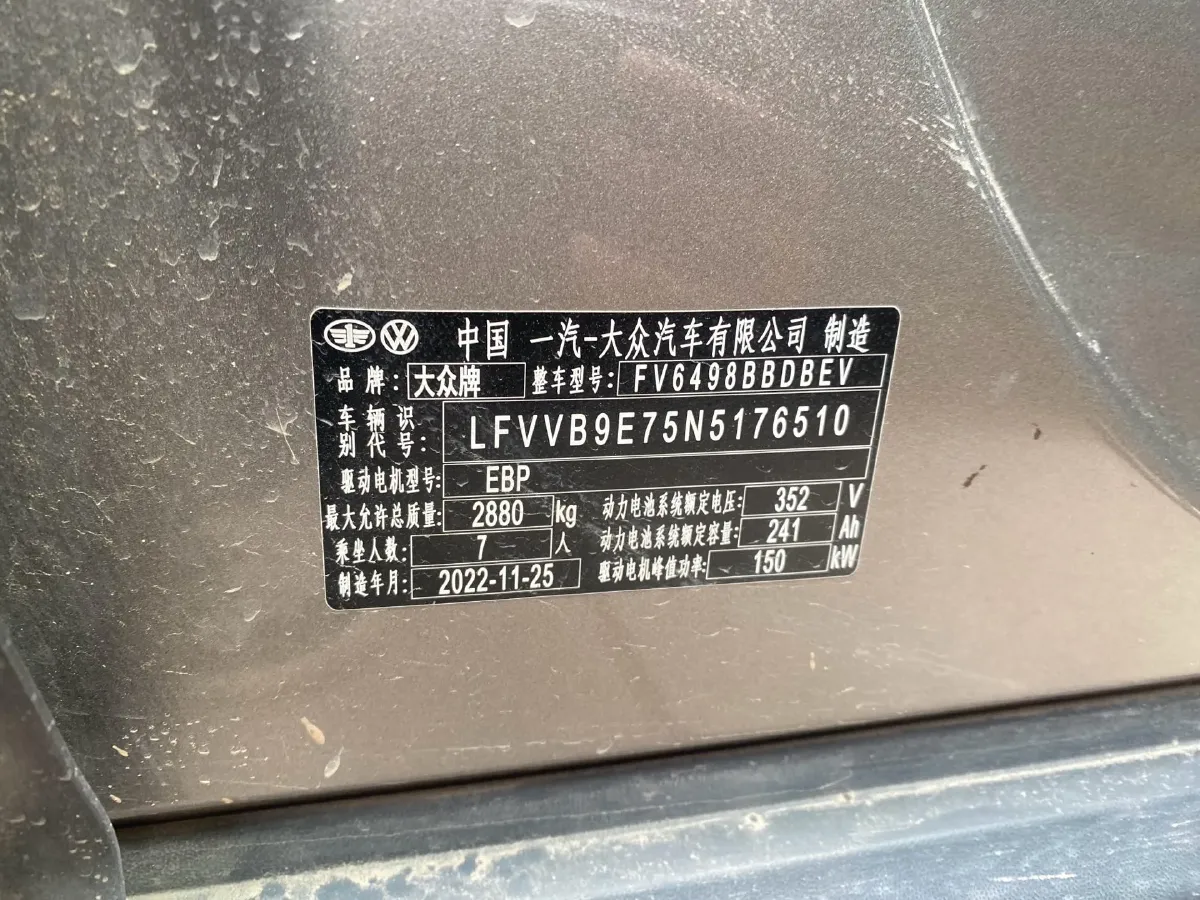 中国 一汽-大众汽车有限公司 制造
品牌: 大众牌 整车型号: FV6498BBDBEV
车辆识别代号: LFVVB9E75N5176510
驱动电机型号: EBP
最大允许总质量: 2880 kg 动力电池系统额定电压: 352 V
乘坐人数: 7 人 动力电池系统额定容量: 241 Ah
制造年月: 2022-11-25 驱动电机峰值功率: 150 kW